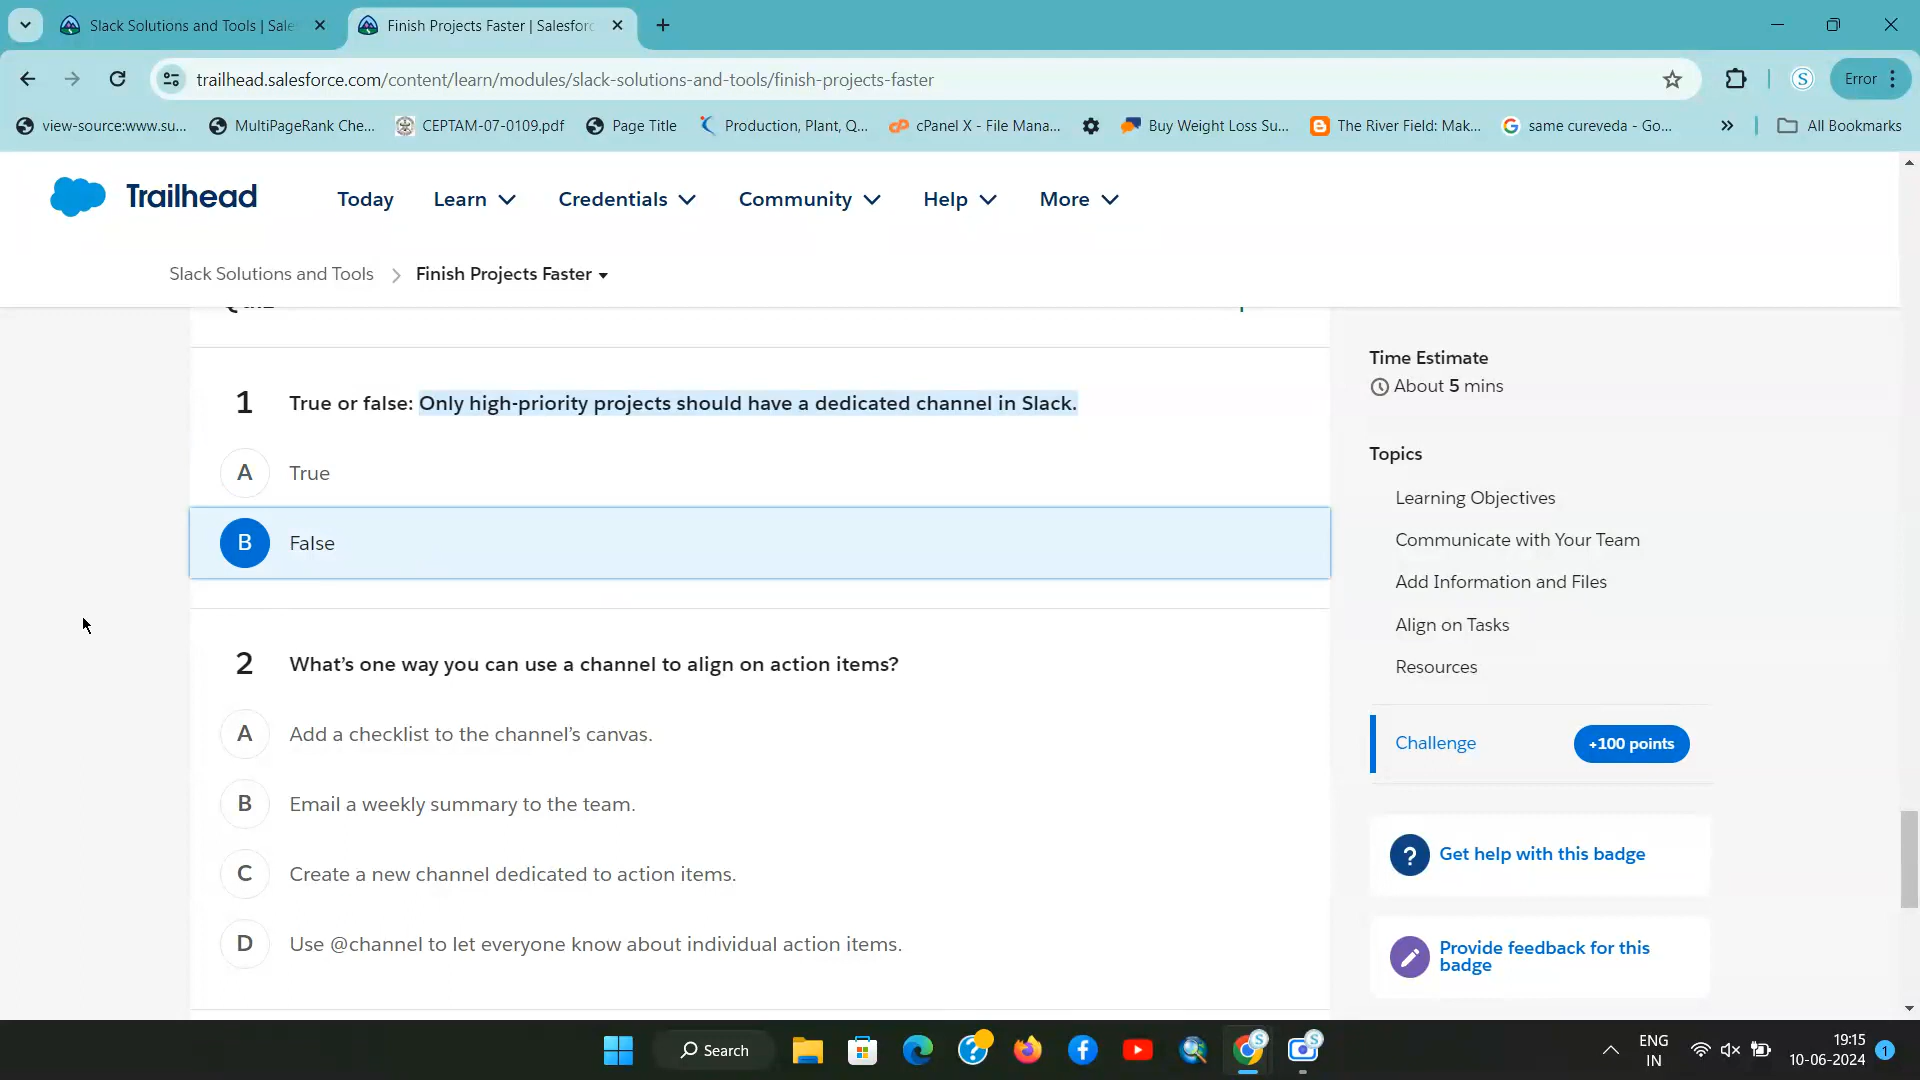 Slack Solutions and Tools | Sale
Finish Projects Faster | Salesforc
trailhead.salesforce.com/content/learn/modules/slack-solutions-and-tools/finish-projects-faster
S
Error
view-source:www.su...
MultiPageRank Che...
CEPTAM-07-0109.pdf
Page Title
Production, Plant, Q...
cPanel X - File Mana...
Buy Weight Loss Su...
The River Field: Mak...
same cureveda - Go...
All Bookmarks
Trailhead
Today
Learn
Credentials
Community
Help
More
Slack Solutions and Tools
Finish Projects Faster
1 True or false: Only high-priority projects should have a dedicated channel in Slack.
A True
B False
2 What’s one way you can use a channel to align on action items?
A Add a checklist to the channel’s canvas.
B Email a weekly summary to the team.
C Create a new channel dedicated to action items.
D Use @channel to let everyone know about individual action items.
Time Estimate
About 5 mins
Topics
Learning Objectives
Communicate with Your Team
Add Information and Files
Align on Tasks
Resources
Challenge
+100 points
Get help with this badge
Provide feedback for this
badge
Search
ENG
IN
19:15
10-06-2024
1